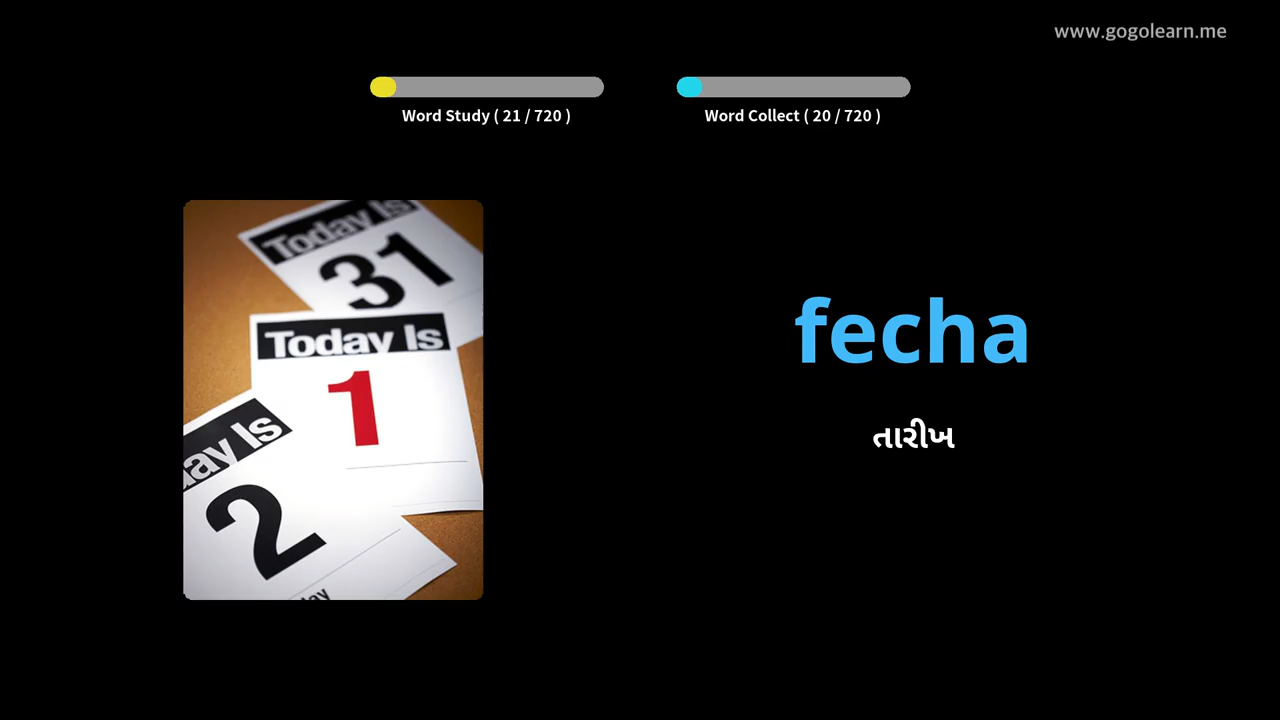 www.gogolearn.me
Word Study ( 21 / 720 )
Word Collect ( 20 / 720 )
Today Is
31
Today Is
1
ay Is
2
fecha
તારીખ